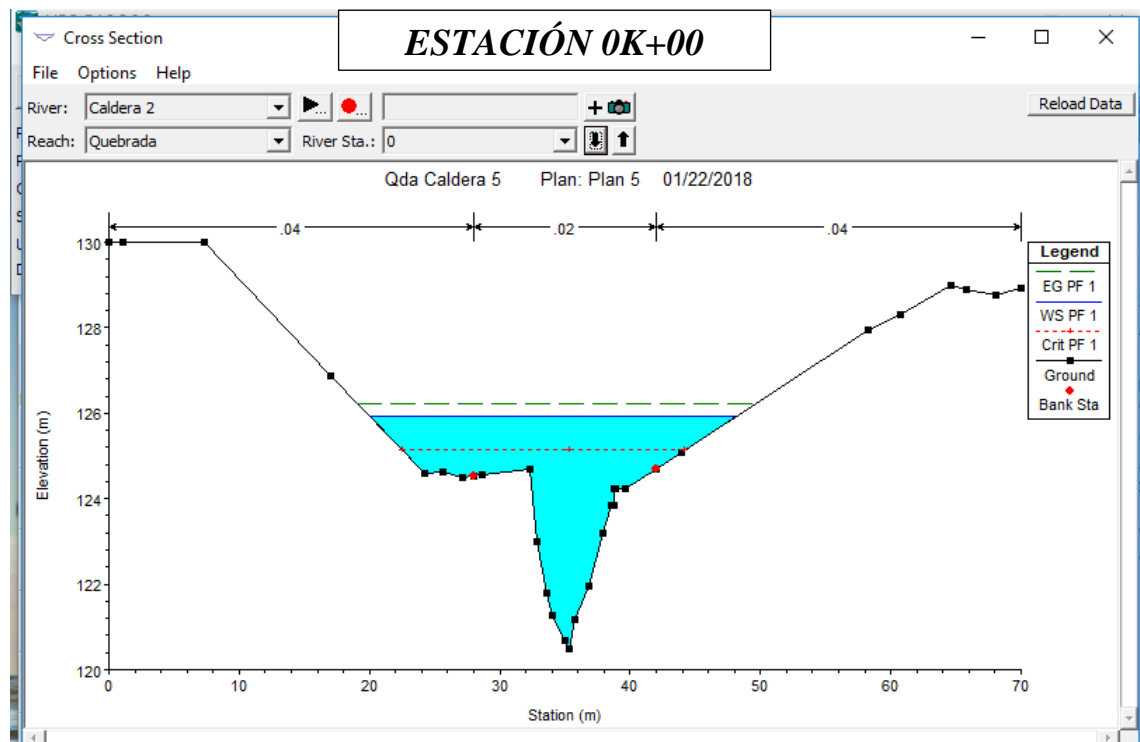 ESTACIÓN 0K+00
Cross Section
File Options Help
River: Caldera 2
Reload Data
Reach: Quebrada River Sta.: 0
Qda Caldera 5 Plan: Plan 5 01/22/2018
.04 .02 .04
Legend
EG PF 1
WS PF 1
Crit PF 1
Ground
Bank Sta
130
128
126
124
122
120
Elevation (m)
0 10 20 30 40 50 60 70
Station (m)